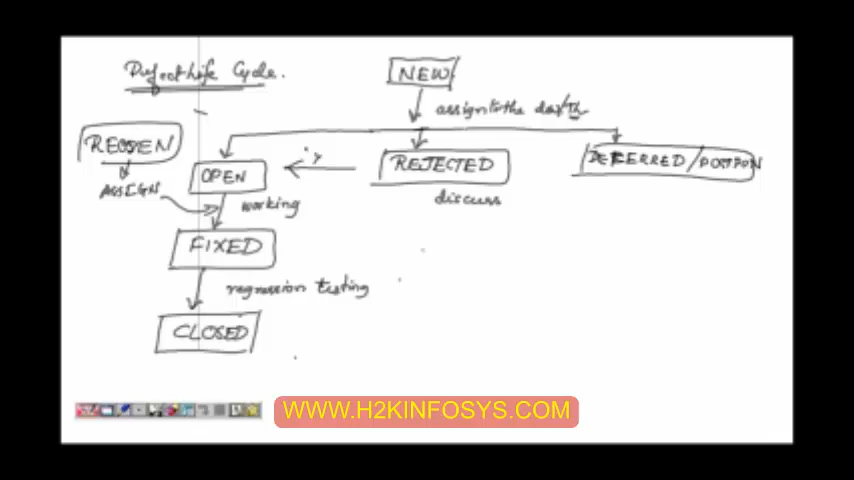 Defect Life Cycle.
NEW
assign to the dev/TL
REOPEN
ASSIGN
OPEN
REJECTED
DEFERRED/POSTPON
discuss
working
FIXED
regression testing
CLOSED
WWW.H2KINFOSYS.COM